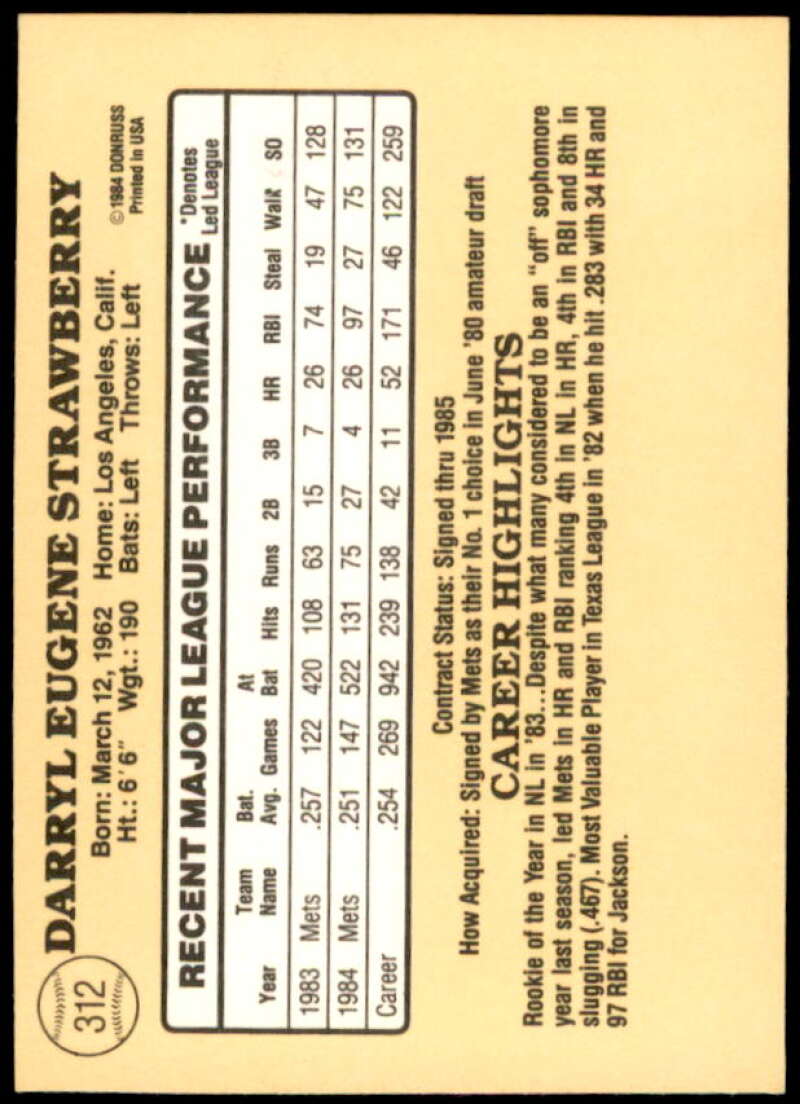 312
DARRYL EUGENE STRAWBERRY
Born: March 12, 1962 Home: Los Angeles, Calif.
Ht.: 6'6" Wgt.: 190 Bats: Left Throws: Left
©1984 DONRUSS
Printed in USA
RECENT MAJOR LEAGUE PERFORMANCE
*Denotes
Led League
Year Team Name Bat. Avg. Games At Bat Hits Runs 2B 3B HR RBI Steal Walk SO
1983 Mets .257 122 420 108 63 15 7 26 74 19 47 128
1984 Mets .251 147 522 131 75 27 4 26 97 27 75 131
Career .254 269 942 239 138 42 11 52 171 46 122 259
Contract Status: Signed thru 1985
How Acquired: Signed by Mets as their No. 1 choice in June '80 amateur draft
CAREER HIGHLIGHTS
Rookie of the Year in NL in '83...Despite what many considered to be an "off" sophomore
year last season, led Mets in HR and RBI ranking 4th in NL in HR, 4th in RBI and 8th in
slugging (.467). Most Valuable Player in Texas League in '82 when he hit .283 with 34 HR and
97 RBI for Jackson.